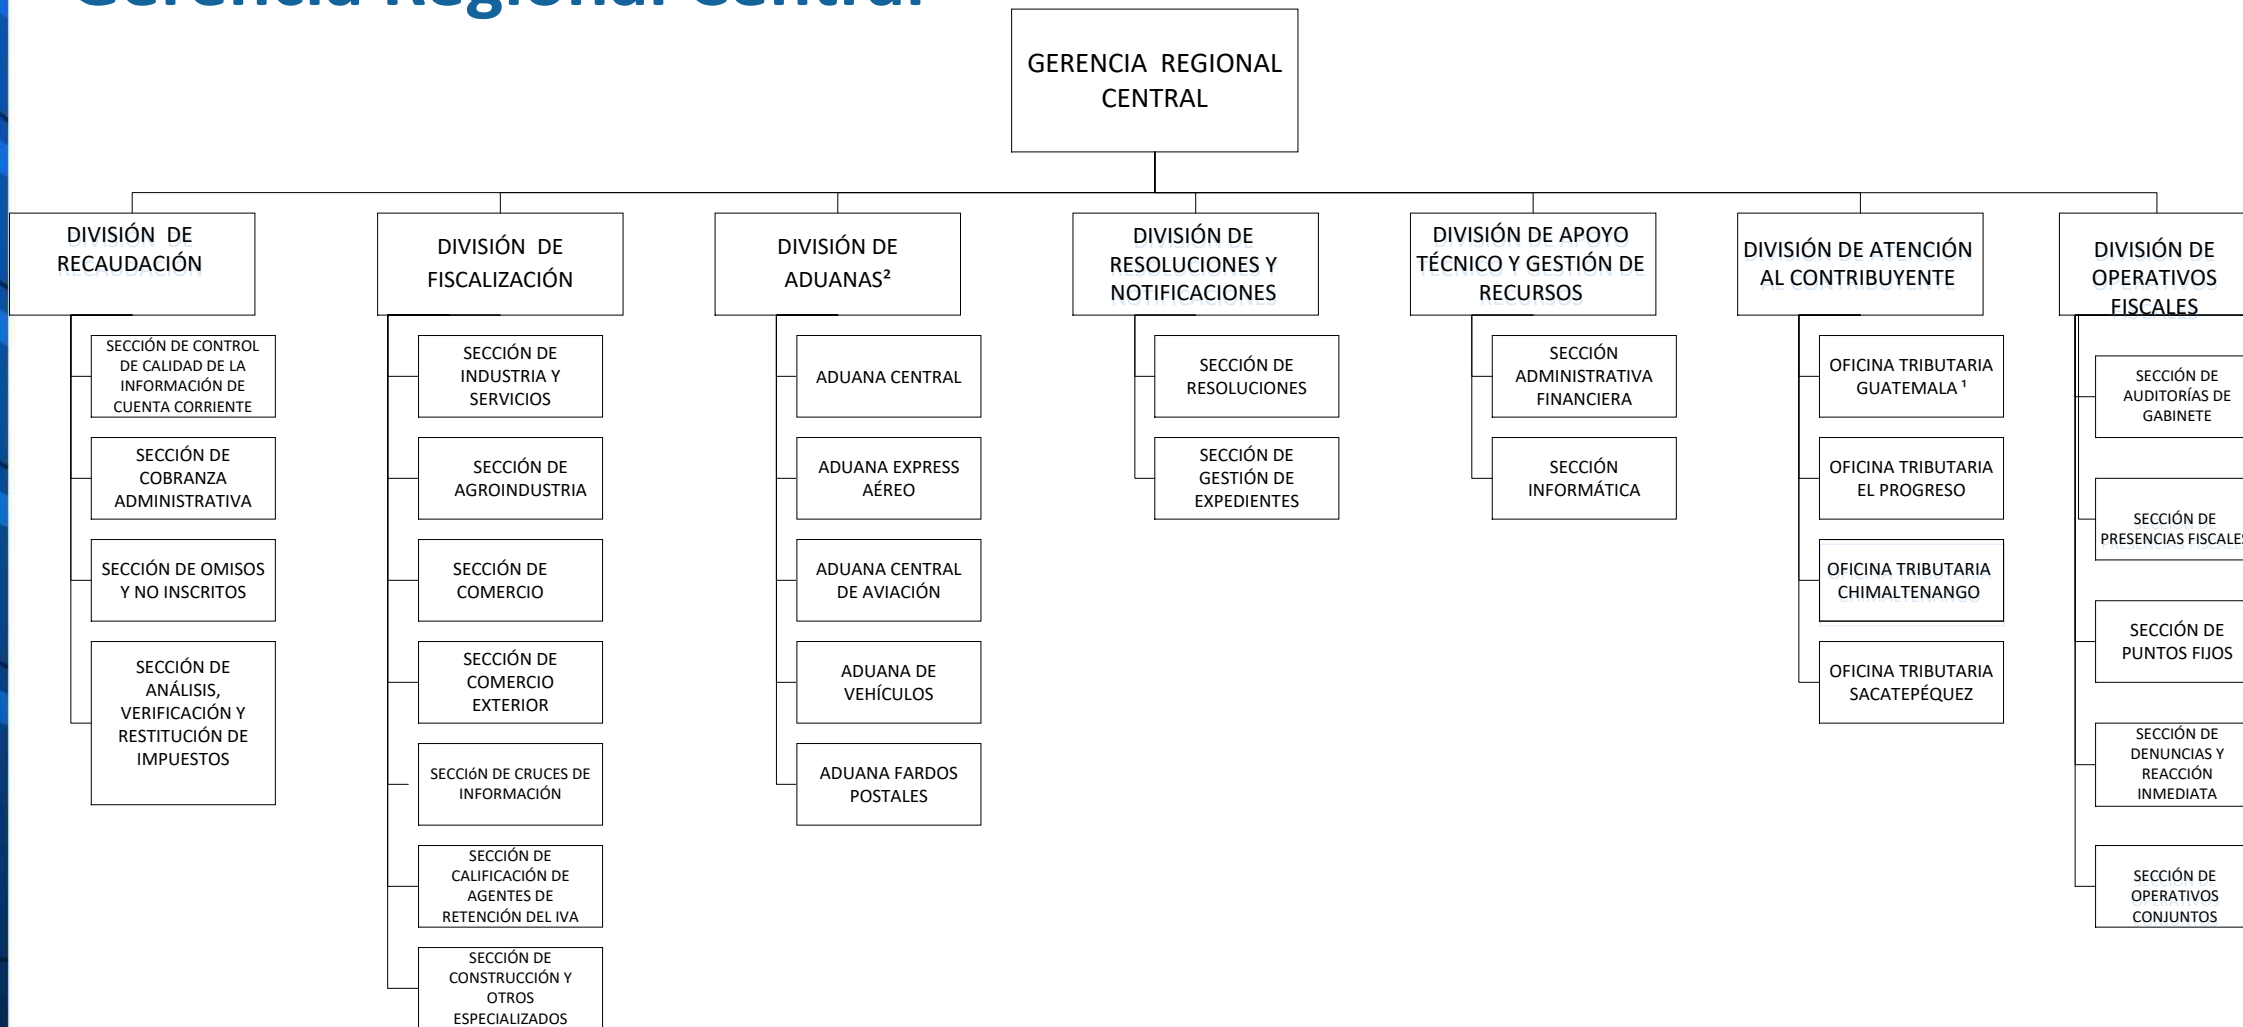 Gerencia Regional Central
GERENCIA REGIONAL
CENTRAL
DIVISIÓN DE
RECAUDACIÓN
SECCIÓN DE CONTROL
DE CALIDAD DE LA
INFORMACIÓN DE
CUENTA CORRIENTE
SECCIÓN DE
COBRANZA
ADMINISTRATIVA
SECCIÓN DE OMISOS
Y NO INSCRITOS
SECCIÓN DE
ANÁLISIS,
VERIFICACIÓN Y
RESTITUCIÓN DE
IMPUESTOS
DIVISIÓN DE
FISCALIZACIÓN
SECCIÓN DE
INDUSTRIA Y
SERVICIOS
SECCIÓN DE
AGROINDUSTRIA
SECCIÓN DE
COMERCIO
SECCIÓN DE
COMERCIO
EXTERIOR
SECCIóN DE CRUCES DE
INFORMACIÓN
SECCIÓN DE
CALIFICACIÓN DE
AGENTES DE
RETENCIÓN DEL IVA
SECCIÓN DE
CONSTRUCCIÓN Y
OTROS
ESPECIALIZADOS
DIVISIÓN DE
ADUANAS²
ADUANA CENTRAL
ADUANA EXPRESS
AÉREO
ADUANA CENTRAL
DE AVIACIÓN
ADUANA DE
VEHÍCULOS
ADUANA FARDOS
POSTALES
DIVISIÓN DE
RESOLUCIONES Y
NOTIFICACIONES
SECCIÓN DE
RESOLUCIONES
SECCIÓN DE
GESTIÓN DE
EXPEDIENTES
DIVISIÓN DE APOYO
TÉCNICO Y GESTIÓN DE
RECURSOS
SECCIÓN
ADMINISTRATIVA
FINANCIERA
SECCIÓN
INFORMÁTICA
DIVISIÓN DE ATENCIÓN
AL CONTRIBUYENTE
OFICINA TRIBUTARIA
GUATEMALA ¹
OFICINA TRIBUTARIA
EL PROGRESO
OFICINA TRIBUTARIA
CHIMALTENANGO
OFICINA TRIBUTARIA
SACATEPÉQUEZ
DIVISIÓN DE
OPERATIVOS
FISCALES
SECCIÓN DE
AUDITORÍAS DE
GABINETE
SECCIÓN DE
PRESENCIAS FISCALES
SECCIÓN DE
PUNTOS FIJOS
SECCIÓN DE
DENUNCIAS Y
REACCIÓN
INMEDIATA
SECCIÓN DE
OPERATIVOS
CONJUNTOS